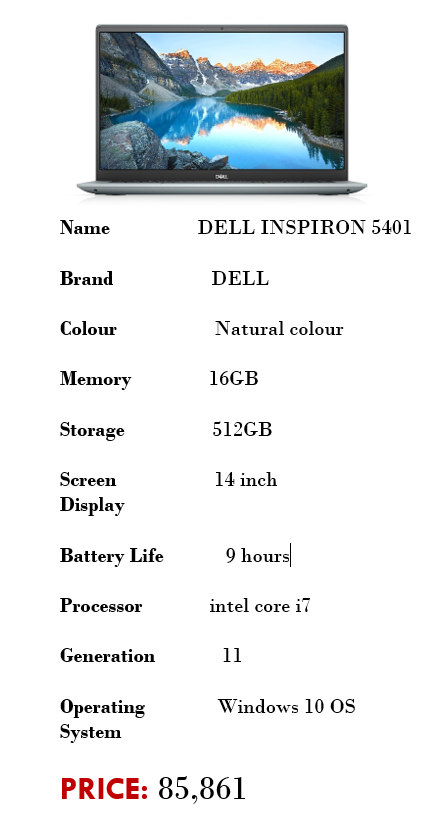 DELL
Name DELL INSPIRON 5401
Brand DELL
Colour Natural colour
Memory 16GB
Storage 512GB
Screen 14 inch
Display
Battery Life 9 hours
Processor intel core i7
Generation 11
Operating Windows 10 OS
System
PRICE: 85,861